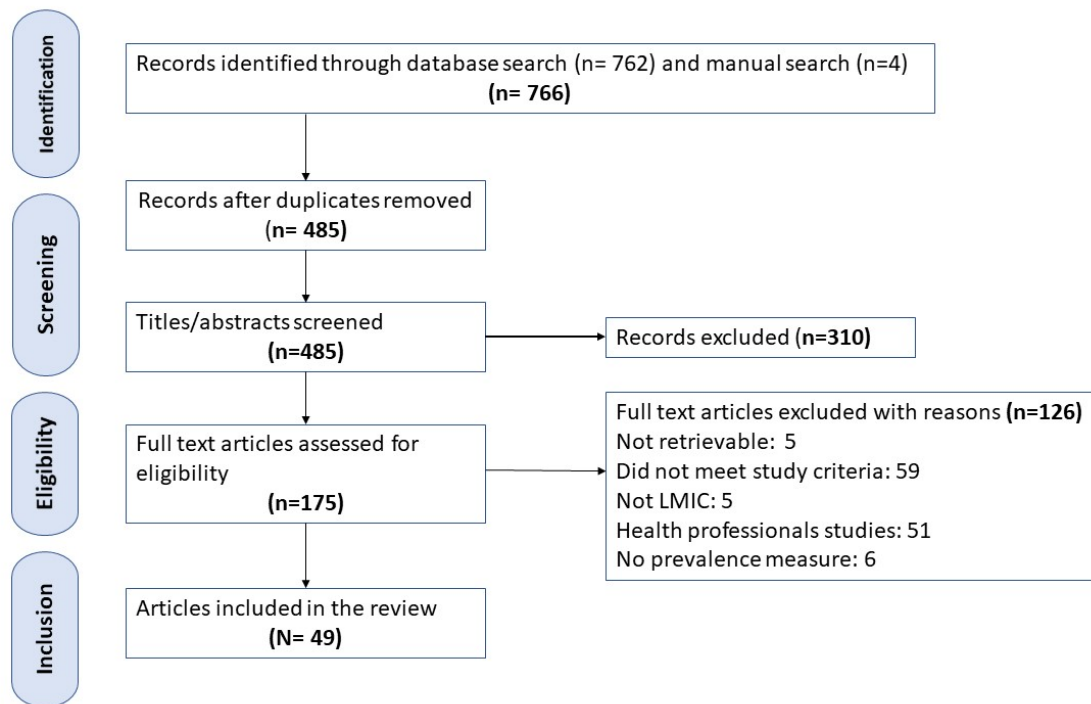 Identification
Records identified through database search (n= 762) and manual search (n=4)
(n= 766)
Screening
Records after duplicates removed
(n= 485)
Titles/abstracts screened
(n=485)
Records excluded (n=310)
Eligibility
Full text articles assessed for
eligibility
(n=175)
Full text articles excluded with reasons (n=126)
Not retrievable: 5
Did not meet study criteria: 59
Not LMIC: 5
Health professionals studies: 51
No prevalence measure: 6
Inclusion
Articles included in the review
(N= 49)